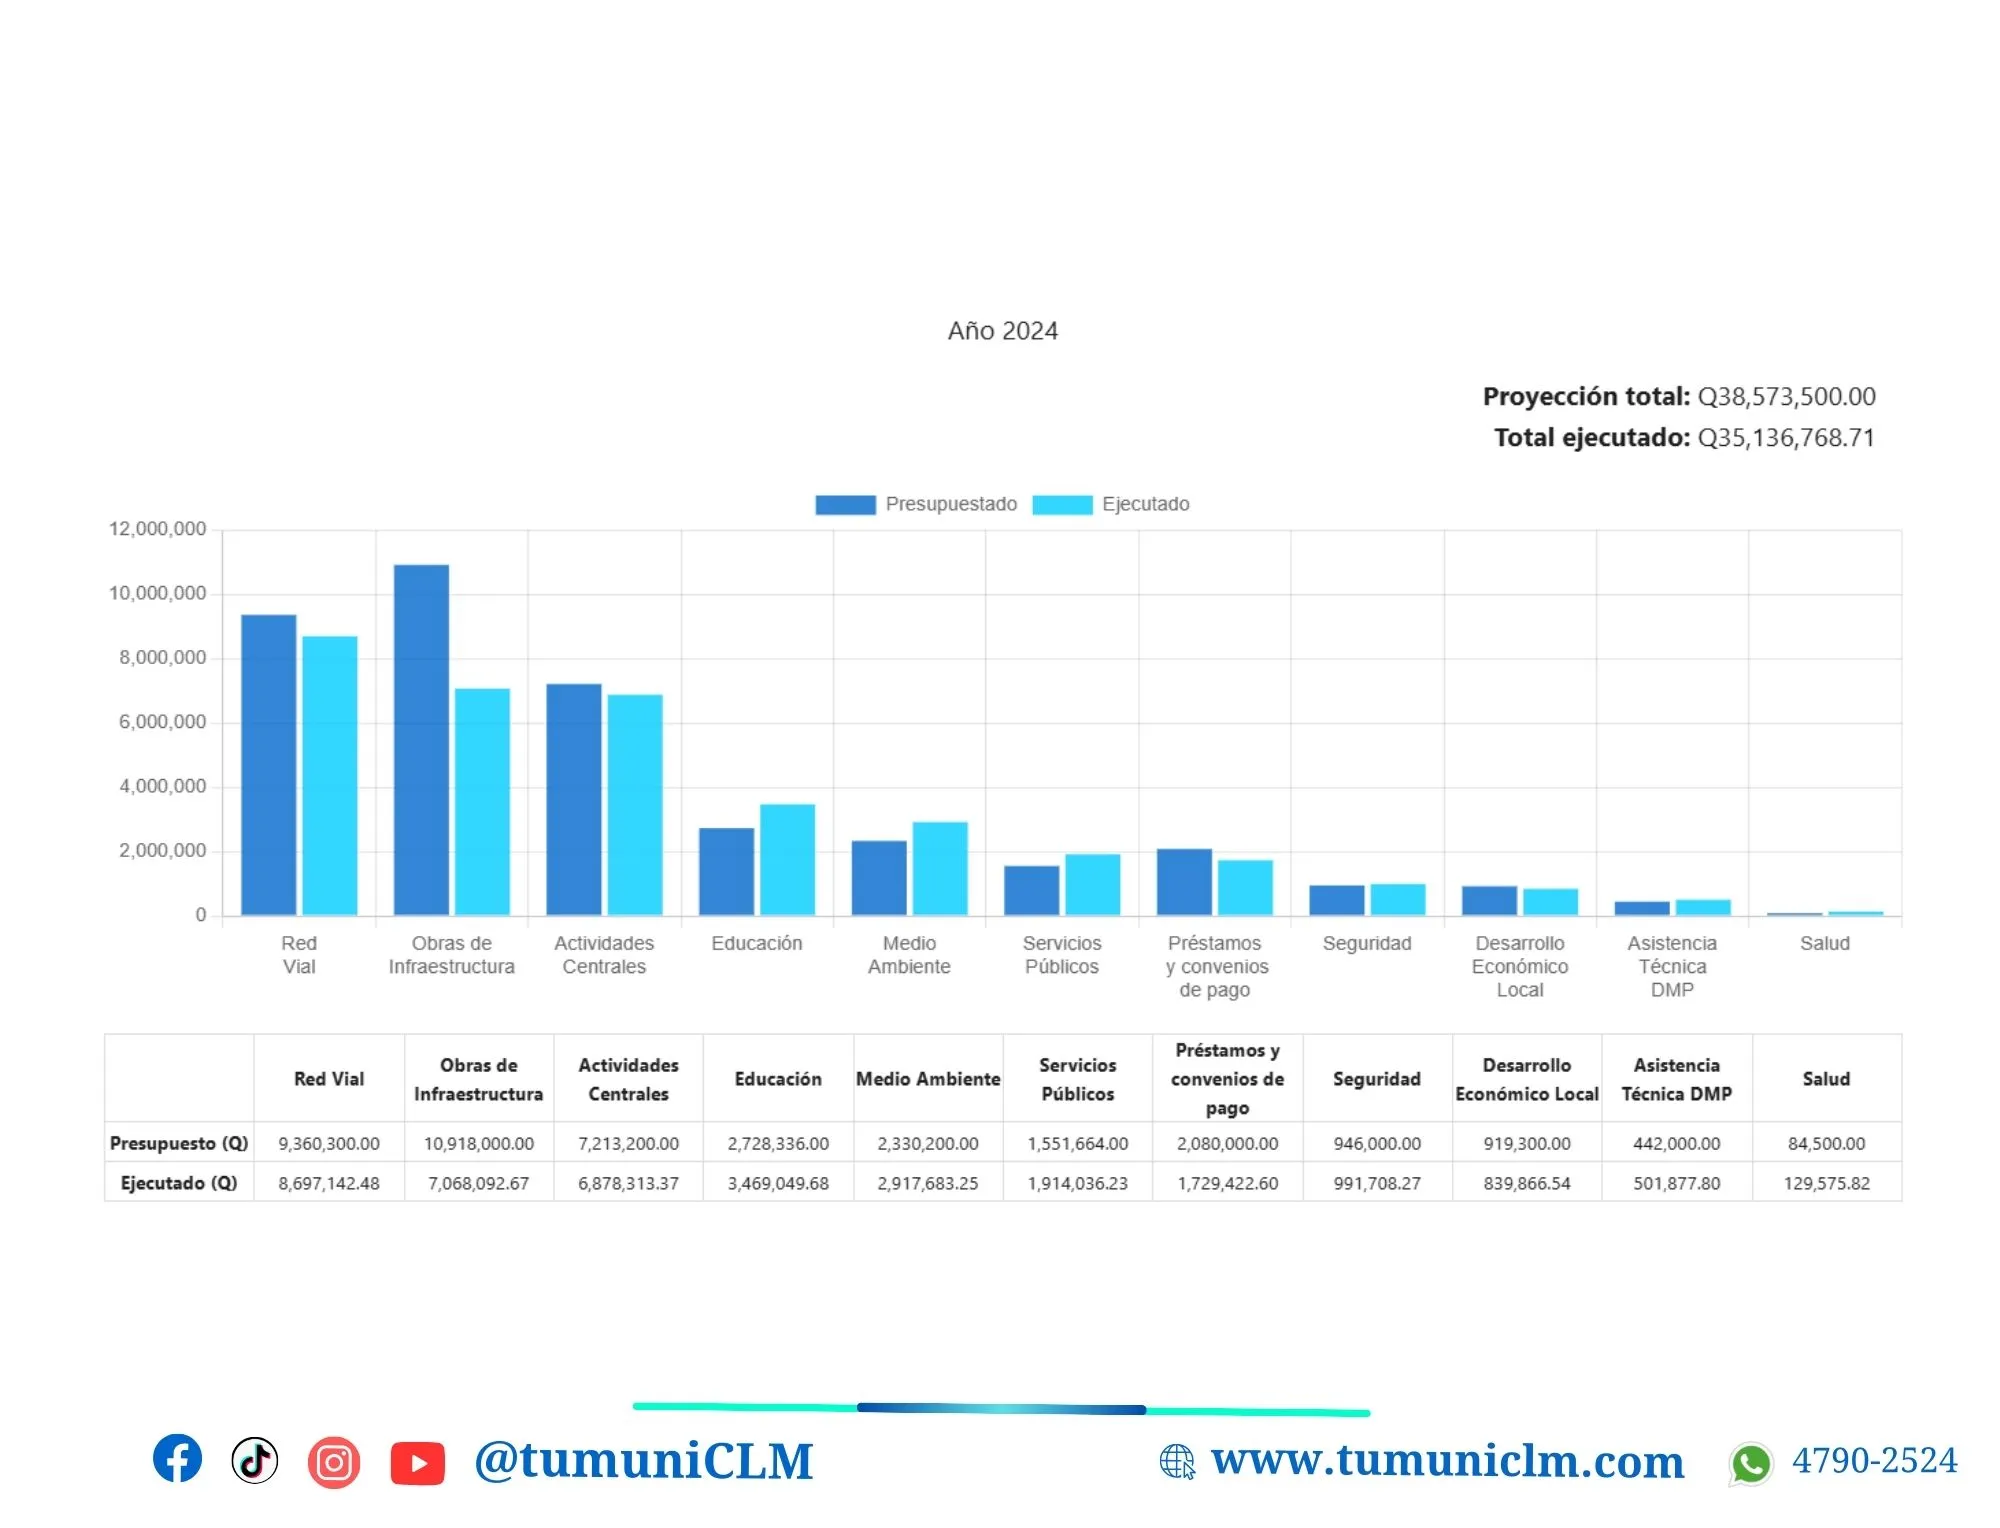 Año 2024
Proyección total: Q38,573,500.00
Total ejecutado: Q35,136,768.71
Presupuestado Ejecutado
12,000,000
10,000,000
8,000,000
6,000,000
4,000,000
2,000,000
0
Red Vial
Obras de Infraestructura
Actividades Centrales
Educación
Medio Ambiente
Servicios Públicos
Préstamos y convenios de pago
Seguridad
Desarrollo Económico Local
Asistencia Técnica DMP
Salud
Red Vial Obras de Infraestructura Actividades Centrales Educación Medio Ambiente Servicios Públicos Préstamos y convenios de pago Seguridad Desarrollo Económico Local Asistencia Técnica DMP Salud
Presupuesto (Q) 9,360,300.00 10,918,000.00 7,213,200.00 2,728,336.00 2,330,200.00 1,551,664.00 2,080,000.00 946,000.00 919,300.00 442,000.00 84,500.00
Ejecutado (Q) 8,697,142.48 7,068,092.67 6,878,313.37 3,469,049.68 2,917,683.25 1,914,036.23 1,729,422.60 991,708.27 839,866.54 501,877.80 129,575.82
@tumuniCLM www.tumuniclm.com 4790-2524